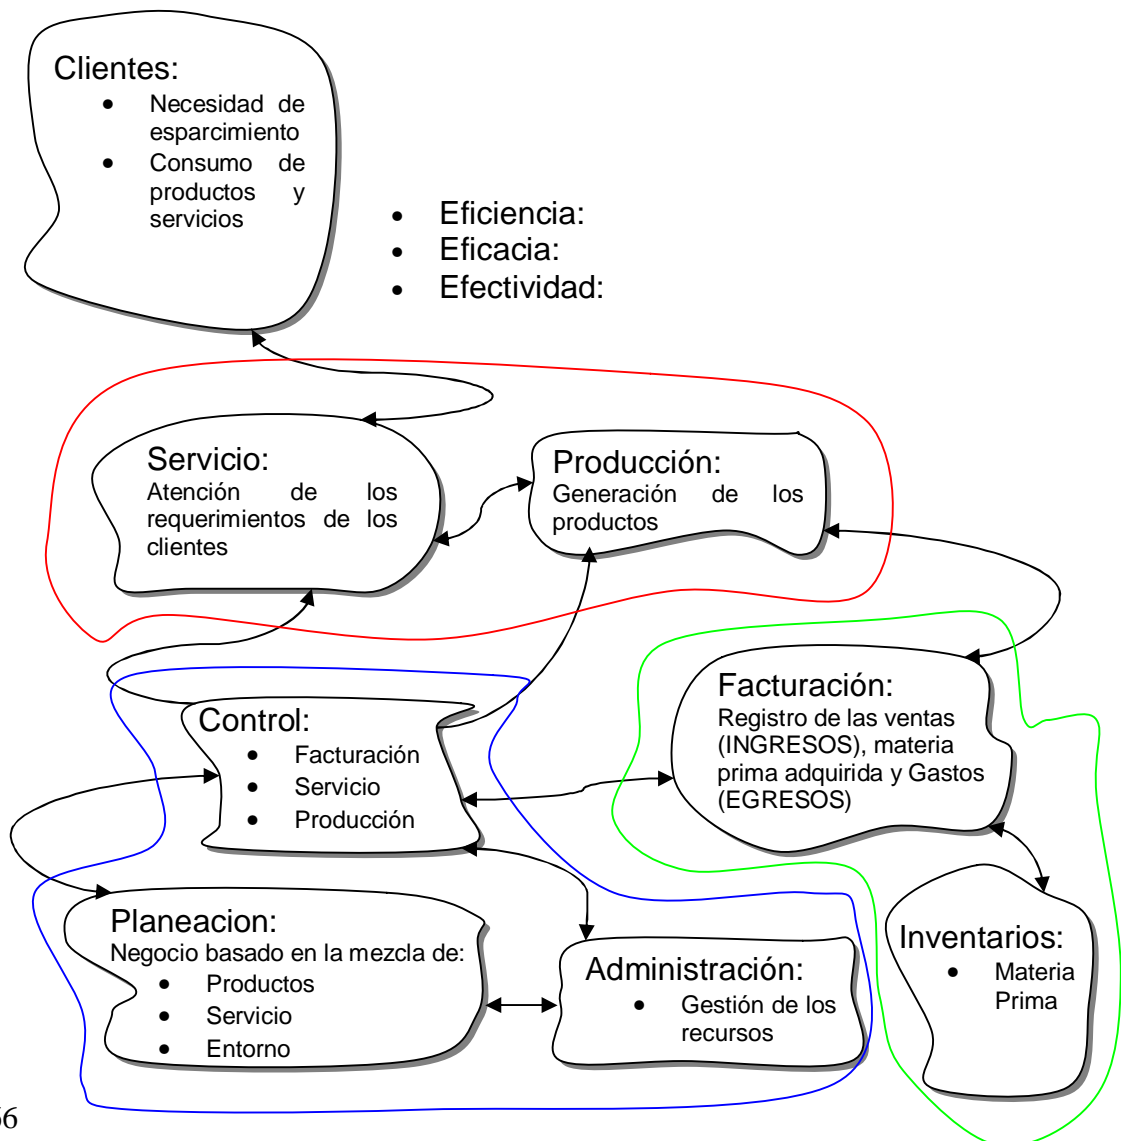 Clientes:
• Necesidad de
esparcimiento
• Consumo de
productos y
servicios
• Eficiencia:
• Eficacia:
• Efectividad:
Servicio:
Atención de los
requerimientos de los
clientes
Producción:
Generación de los
productos
Facturación:
Registro de las ventas
(INGRESOS), materia
prima adquirida y Gastos
(EGRESOS)
Control:
• Facturación
• Servicio
• Producción
Planeacion:
Negocio basado en la mezcla de:
• Productos
• Servicio
• Entorno
Administración:
• Gestión de los
recursos
Inventarios:
• Materia
Prima